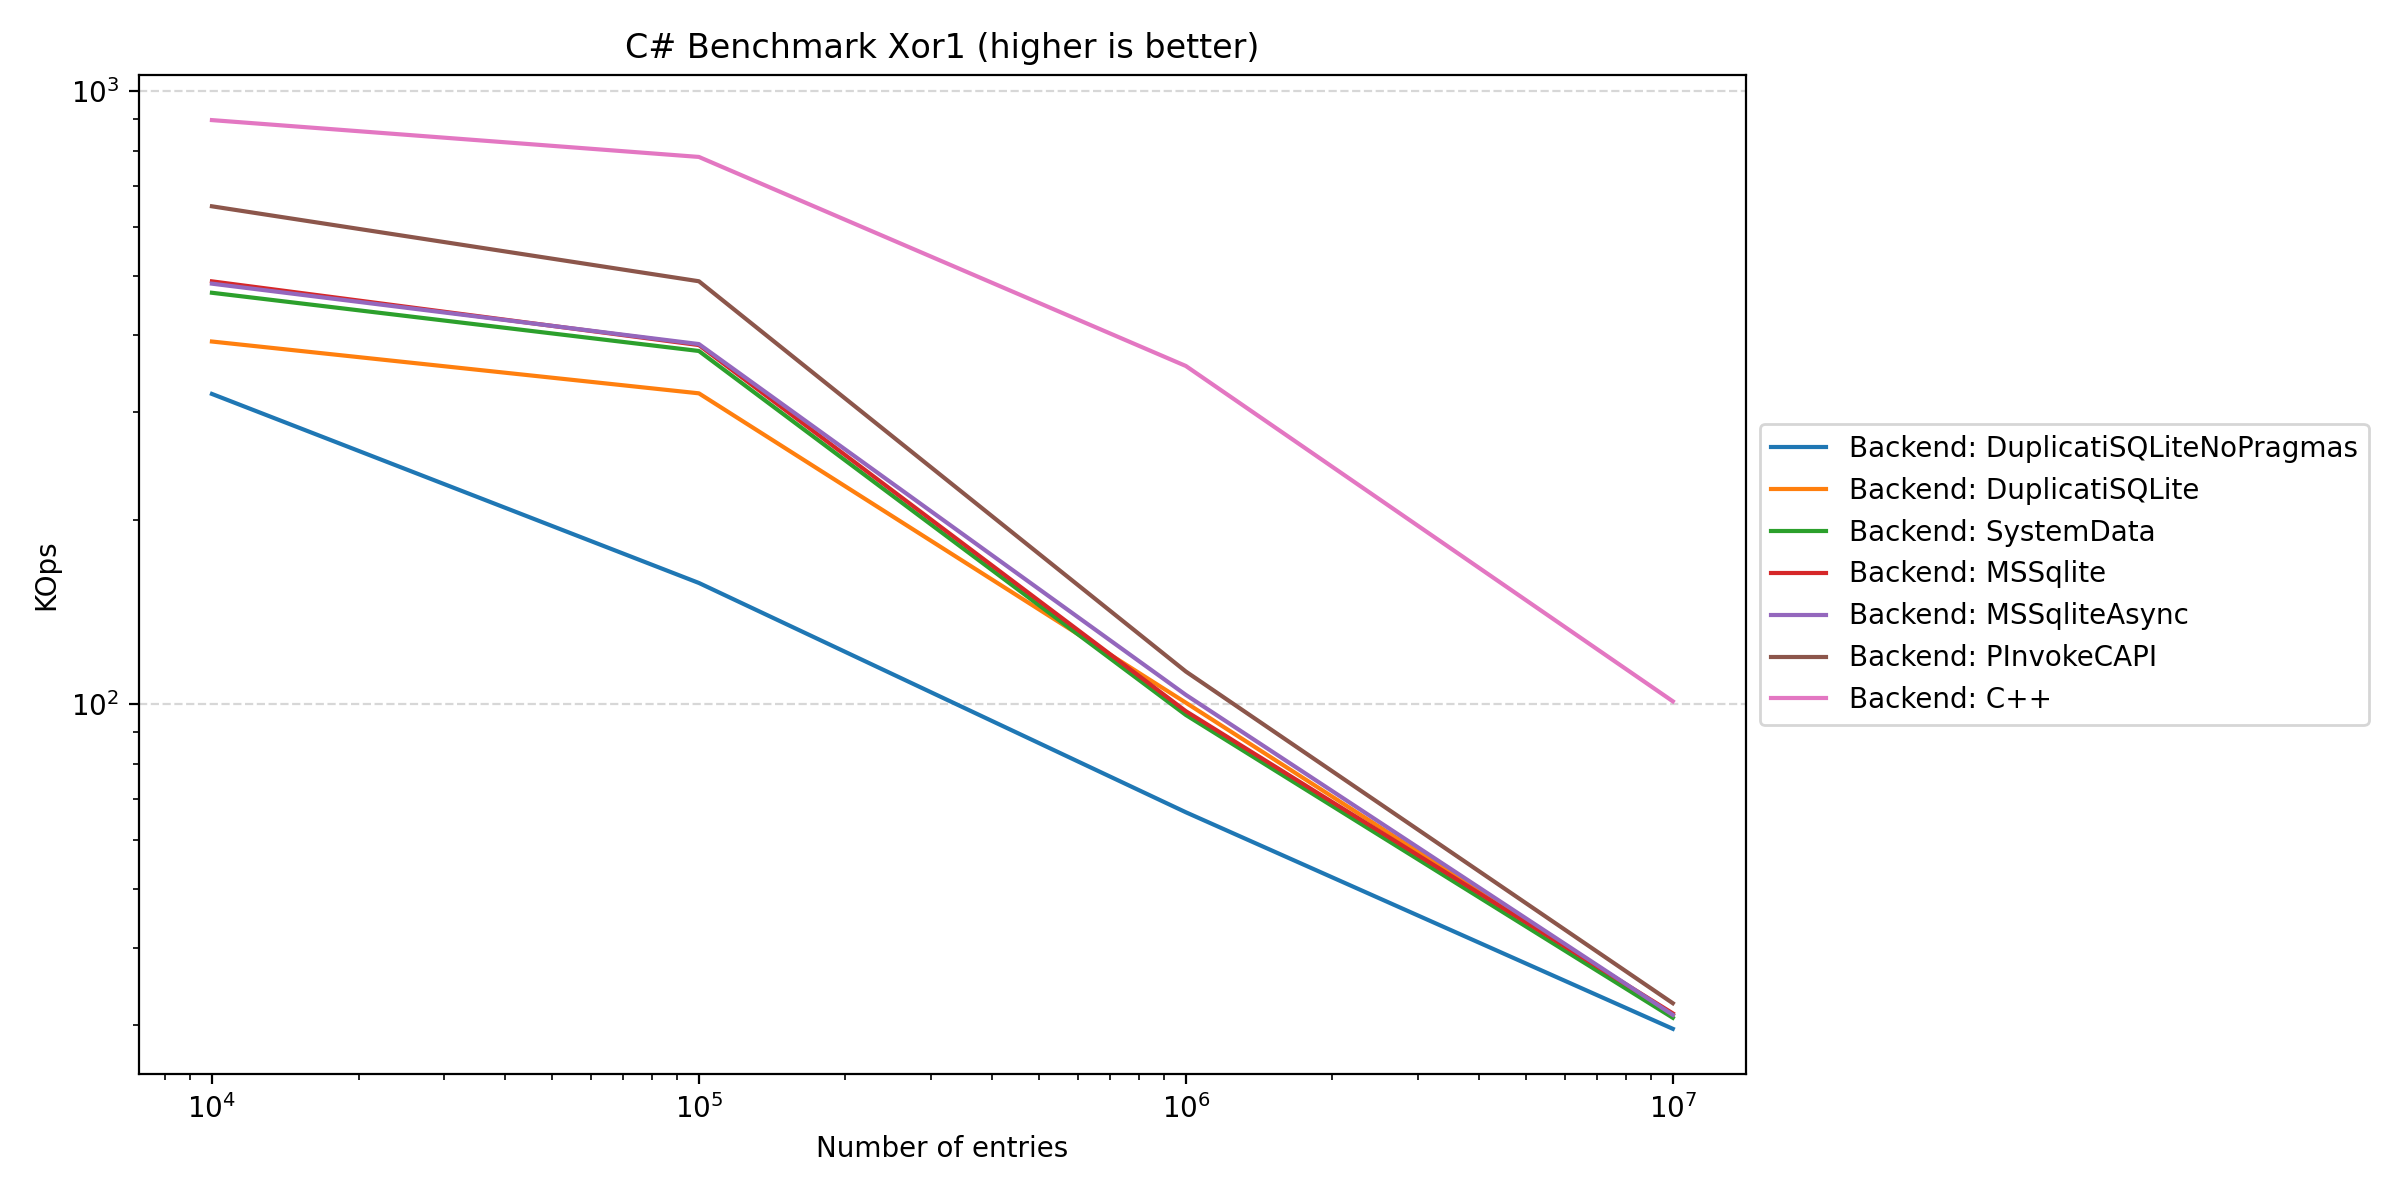 C# Benchmark Xor1 (higher is better)
10³
10²
KOps
10⁴ 10⁵ 10⁶ 10⁷
Number of entries
Backend: DuplicatiSQLiteNoPragmas
Backend: DuplicatiSQLite
Backend: SystemData
Backend: MSSqlite
Backend: MSSqliteAsync
Backend: PInvokeCAPI
Backend: C++